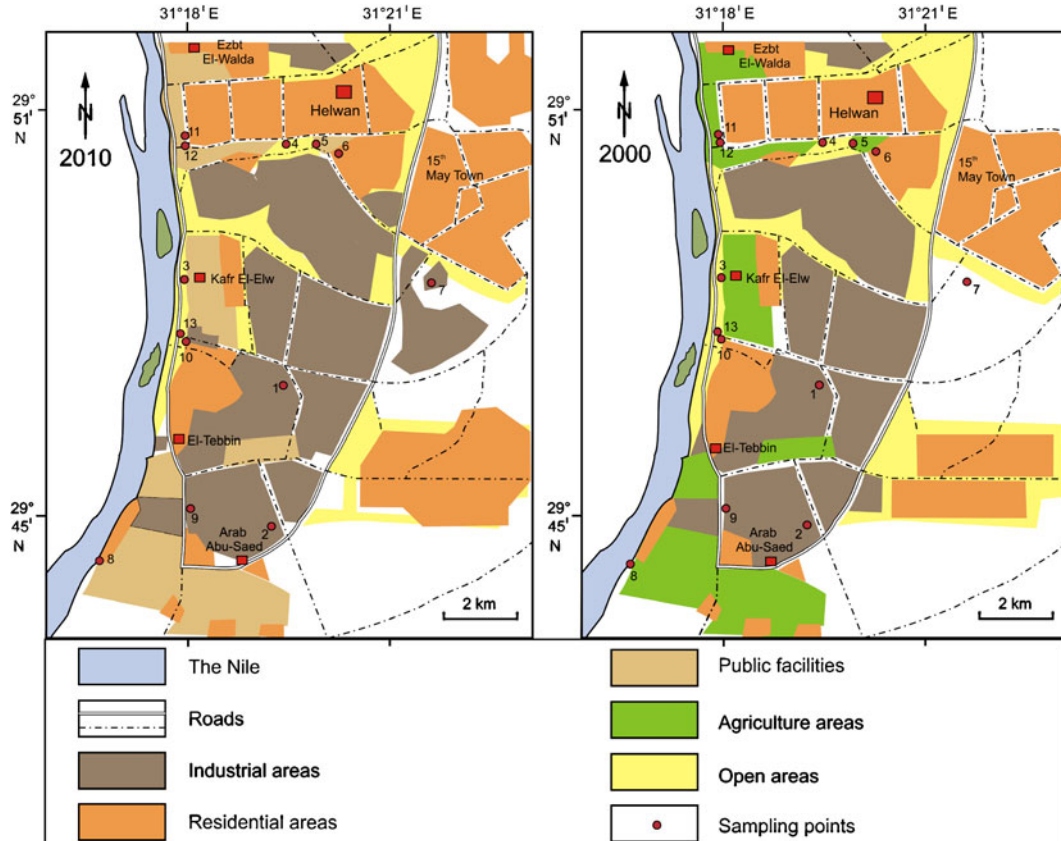 31°18' 31°21' 31°18' 31°21'
Ezbt
El-Walda
Helwan
29°
51'
N
N
2010
11
12
4
5
6
15th
May Town
3
Kafr El-Elw
7
13
10
1
El-Tebbin
29°
45'
N
9
2
Arab
Abu-Saed
8
2 km
Ezbt
El-Walda
Helwan
29°
51'
N
N
2000
11
12
4
5
6
15th
May Town
3
Kafr El-Elw
7
13
10
1
El-Tebbin
29°
45'
N
9
2
Arab
Abu-Saed
8
2 km
The Nile
Roads
Industrial areas
Residential areas
Public facilities
Agriculture areas
Open areas
Sampling points